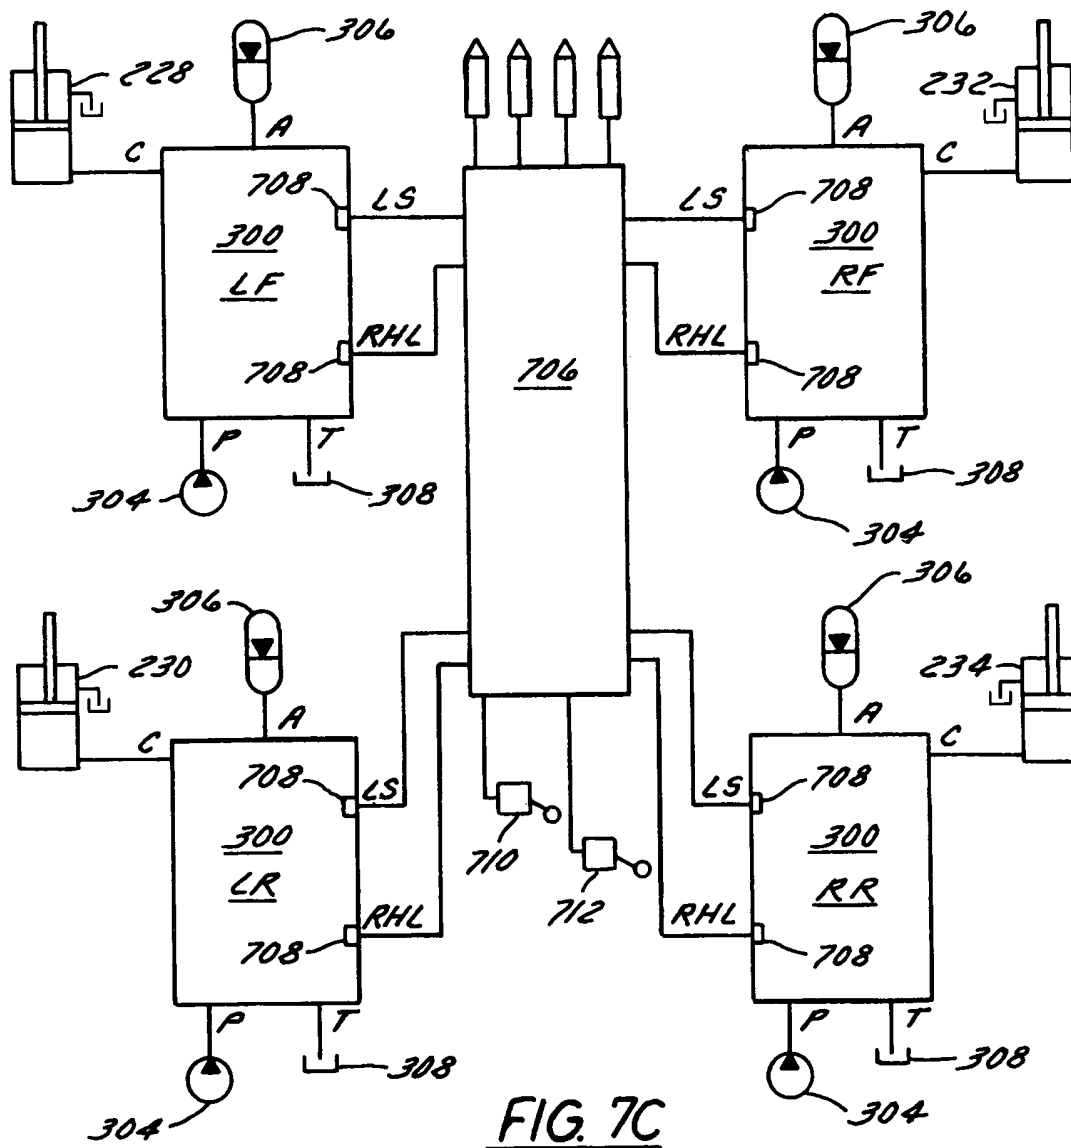 306 306
228 232
A A
C C
708 LS LS 708
300 300
LF RF
RHL RHL
708 706 708
P T P T
304 308 308
304
306 306
230 234
A A
C C
708 LS LS 708
300 300
LR 710 RR
712
RHL RHL
708 708
P T P T
308 308
304 304
FIG. 7C